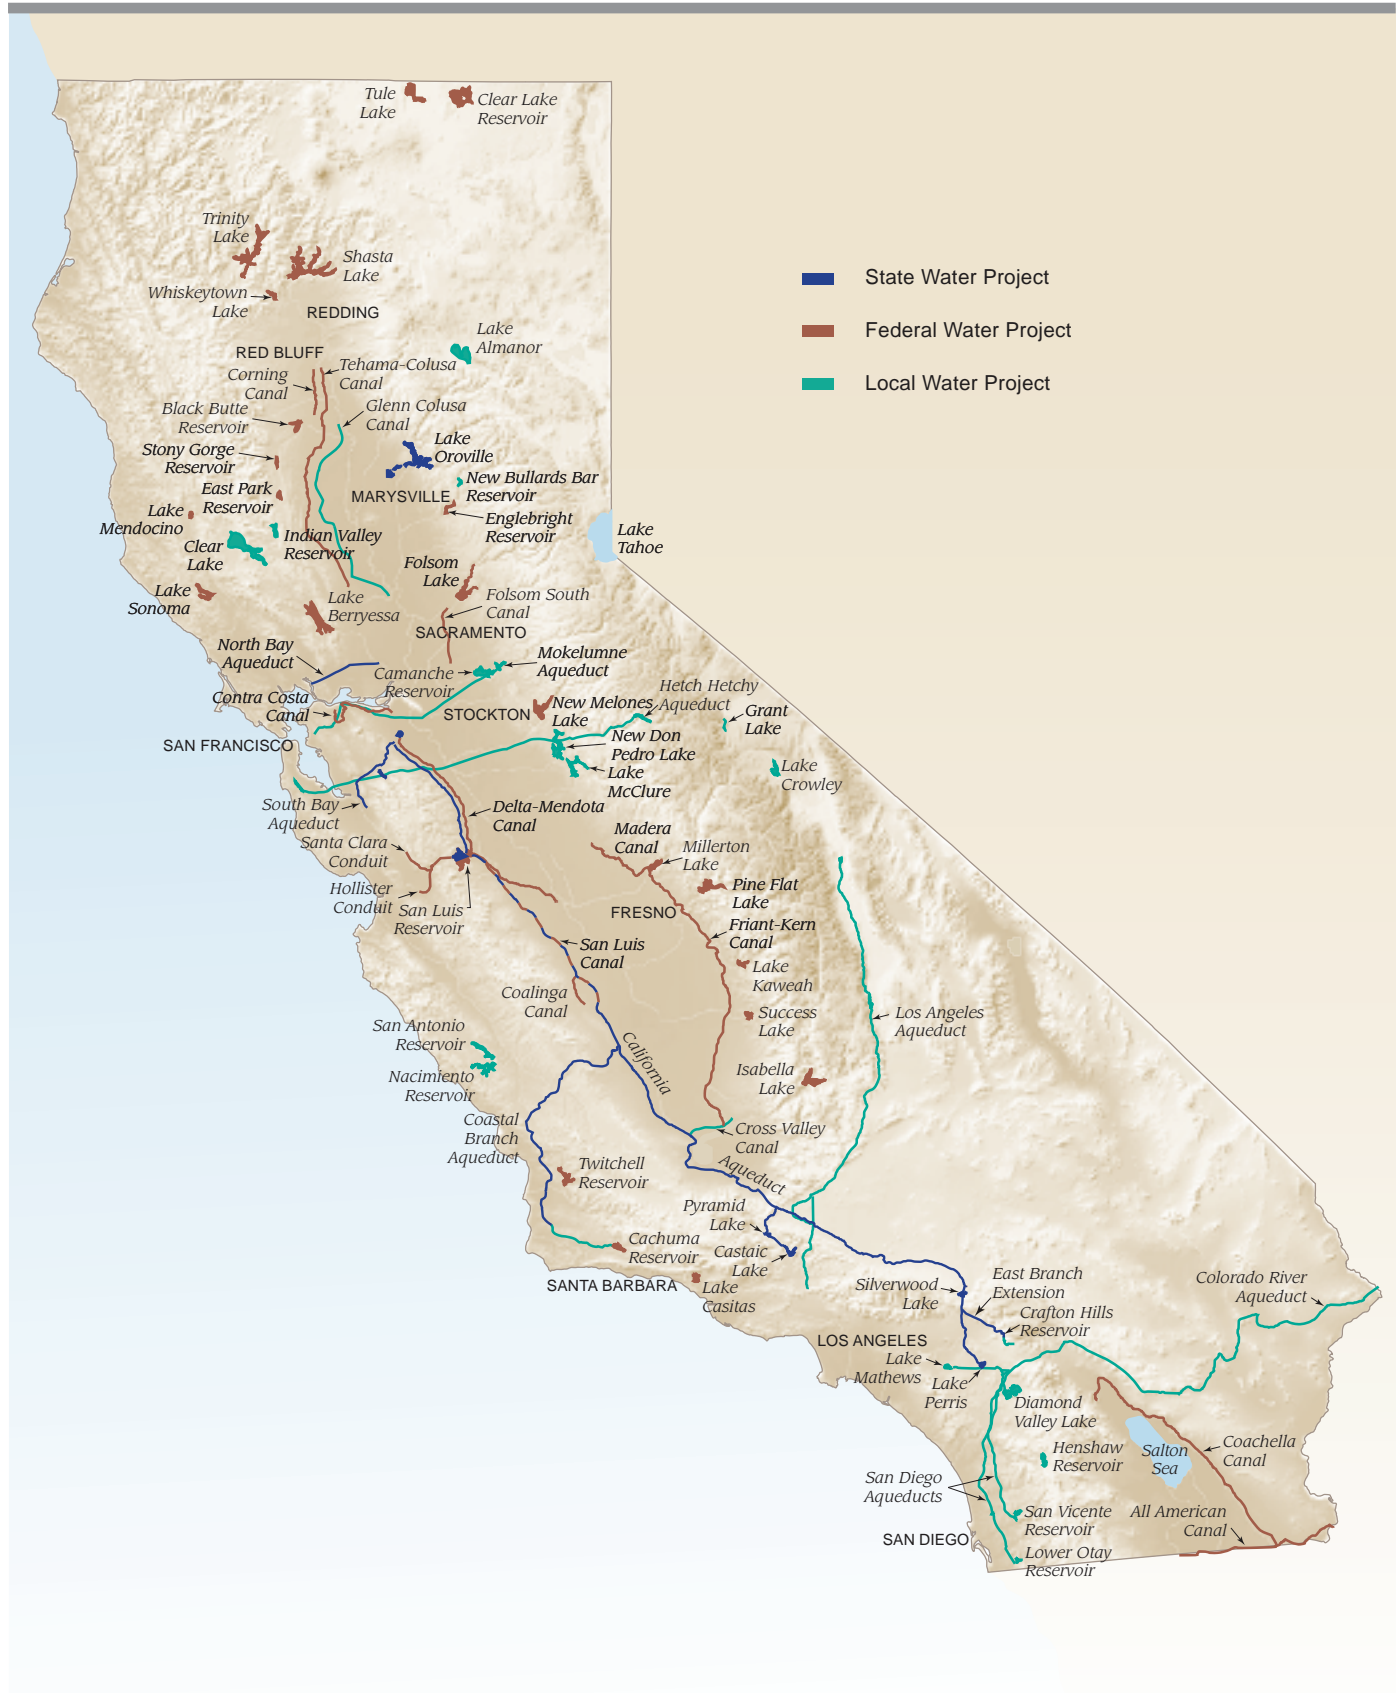 Tule
Lake
Clear Lake
Reservoir
Trinity
Lake
Shasta
Lake
Whiskeytown
Lake
REDDING
State Water Project
Federal Water Project
Local Water Project
Lake
Almanor
RED BLUFF
Tehama-Colusa
Canal
Corning
Canal
Glenn Colusa
Canal
Black Butte
Reservoir
Lake
Oroville
Stony Gorge
Reservoir
New Bullards Bar
Reservoir
East Park
Reservoir
MARYSVILLE
Englebright
Reservoir
Lake
Mendocino
Indian Valley
Reservoir
Clear
Lake
Lake
Tahoe
Folsom
Lake
Lake
Sonoma
Lake
Berryessa
Folsom South
Canal
SACRAMENTO
North Bay
Aqueduct
Mokelumne
Aqueduct
Camanche
Reservoir
Hetch Hetchy
Aqueduct
Contra Costa
Canal
STOCKTON
New Melones
Lake
Grant
Lake
SAN FRANCISCO
New Don
Pedro Lake
Lake
McClure
Lake
Crowley
South Bay
Aqueduct
Delta-Mendota
Canal
Santa Clara
Conduit
Madera
Canal
Millerton
Lake
Hollister
Conduit
San Luis
Reservoir
Pine Flat
Lake
FRESNO
Friant-Kern
Canal
San Luis
Canal
Lake
Kaweah
Coalinga
Canal
Success
Lake
Los Angeles
Aqueduct
San Antonio
Reservoir
California
Isabella
Lake
Nacimiento
Reservoir
Coastal
Branch
Aqueduct
Cross Valley
Canal
Aqueduct
Twitchell
Reservoir
Pyramid
Lake
Cachuma
Reservoir
Castaic
Lake
SANTA BARBARA
Lake
Casitas
Silverwood
Lake
East Branch
Extension
Colorado River
Aqueduct
Crafton Hills
Reservoir
LOS ANGELES
Lake
Mathews
Lake
Perris
Diamond
Valley Lake
Henshaw
Reservoir
Salton
Sea
Coachella
Canal
San Diego
Aqueducts
San Vicente
Reservoir
All American
Canal
SAN DIEGO
Lower Otay
Reservoir